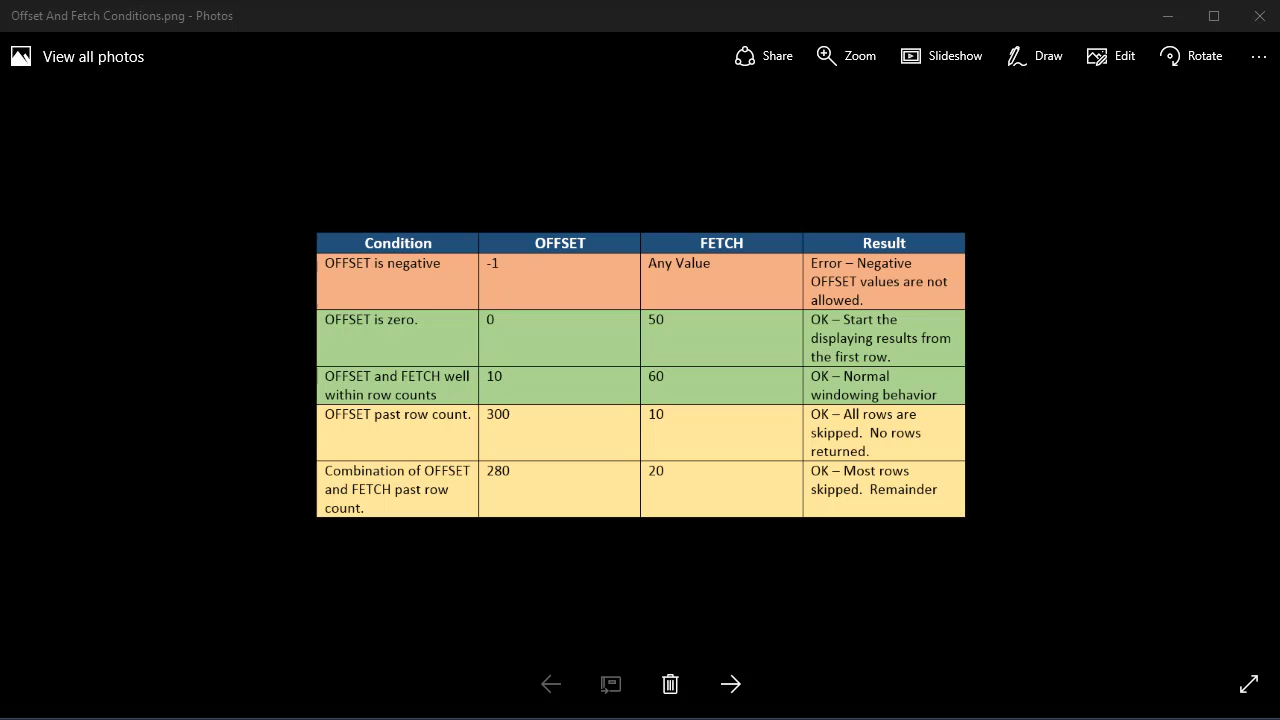 Offset And Fetch Conditions.png - Photos
View all photos
Share
Zoom
Slideshow
Draw
Edit
Rotate
Condition
OFFSET
FETCH
Result
OFFSET is negative
-1
Any Value
Error – Negative
OFFSET values are not
allowed.
OFFSET is zero.
0
50
OK – Start the
displaying results from
the first row.
OFFSET and FETCH well
within row counts
10
60
OK – Normal
windowing behavior
OFFSET past row count.
300
10
OK – All rows are
skipped.  No rows
returned.
Combination of OFFSET
and FETCH past row
count.
280
20
OK – Most rows
skipped.  Remainder